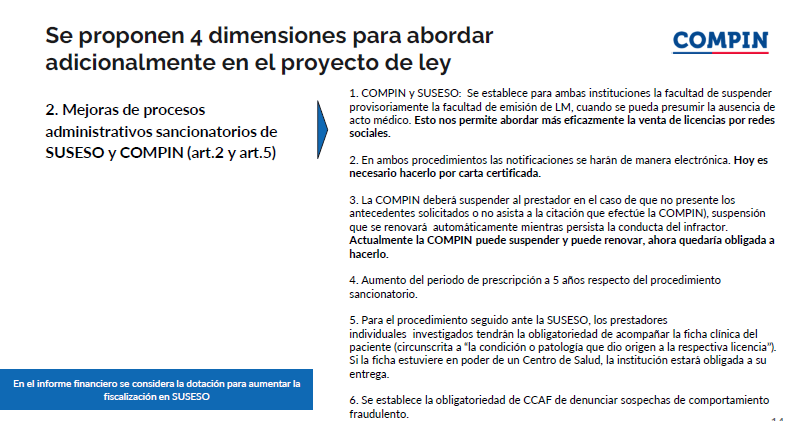 Se proponen 4 dimensiones para abordar
adicionalmente en el proyecto de ley
COMPIN
2. Mejoras de procesos
administrativos sancionatorios de
SUSESO y COMPIN (art.2 y art.5)
1. COMPIN y SUSESO: Se establece para ambas instituciones la facultad de suspender
provisoriamente la facultad de emisión de LM, cuando se pueda presumir la ausencia de
acto médico. Esto nos permite abordar más eficazmente la venta de licencias por redes
sociales.
2. En ambos procedimientos las notificaciones se harán de manera electrónica. Hoy es
necesario hacerlo por carta certificada.
3. La COMPIN deberá suspender al prestador en el caso de que no presente los
antecedentes solicitados o no asista a la citación que efectúe la COMPIN), suspensión
que se renovará automáticamente mientras persista la conducta del infractor.
Actualmente la COMPIN puede suspender y puede renovar, ahora quedaría obligada a
hacerlo.
4. Aumento del periodo de prescripción a 5 años respecto del procedimiento
sancionatorio.
5. Para el procedimiento seguido ante la SUSESO, los prestadores
individuales investigados tendrán la obligatoriedad de acompañar la ficha clínica del
paciente (circunscrita a “la condición o patología que dio origen a la respectiva licencia”).
Si la ficha estuviere en poder de un Centro de Salud, la institución estará obligada a su
entrega.
6. Se establece la obligatoriedad de CCAF de denunciar sospechas de comportamiento
fraudulento.
En el informe financiero se considera la dotación para aumentar la
fiscalización en SUSESO